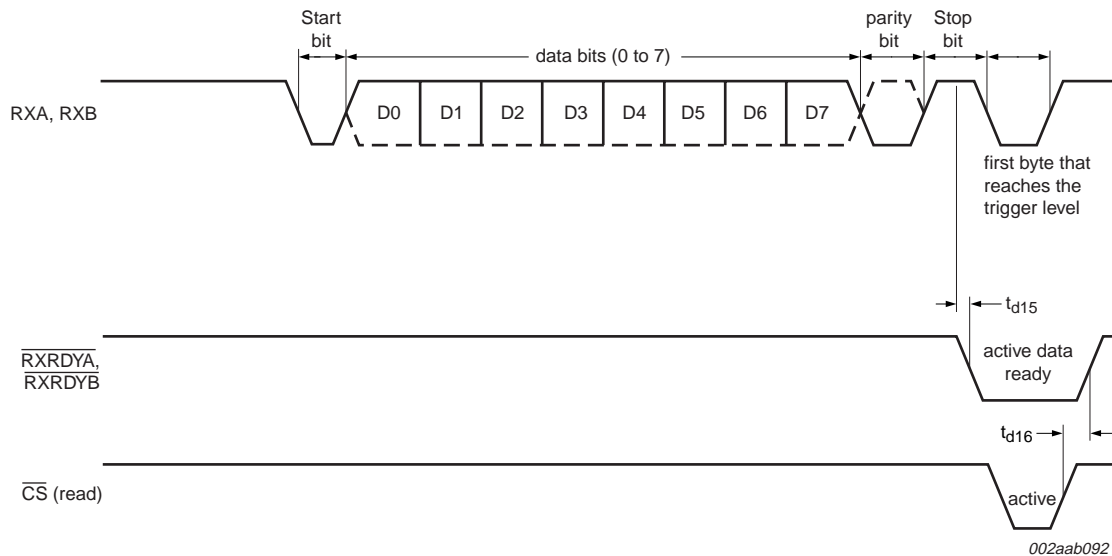 Start
bit
data bits (0 to 7)
parity
bit
Stop
bit
RXA, RXB
D0 D1 D2 D3 D4 D5 D6 D7
first byte that
reaches the
trigger level
td15
RXRDYA,
RXRDYB
active data
ready
td16
CS (read)
active
002aab092